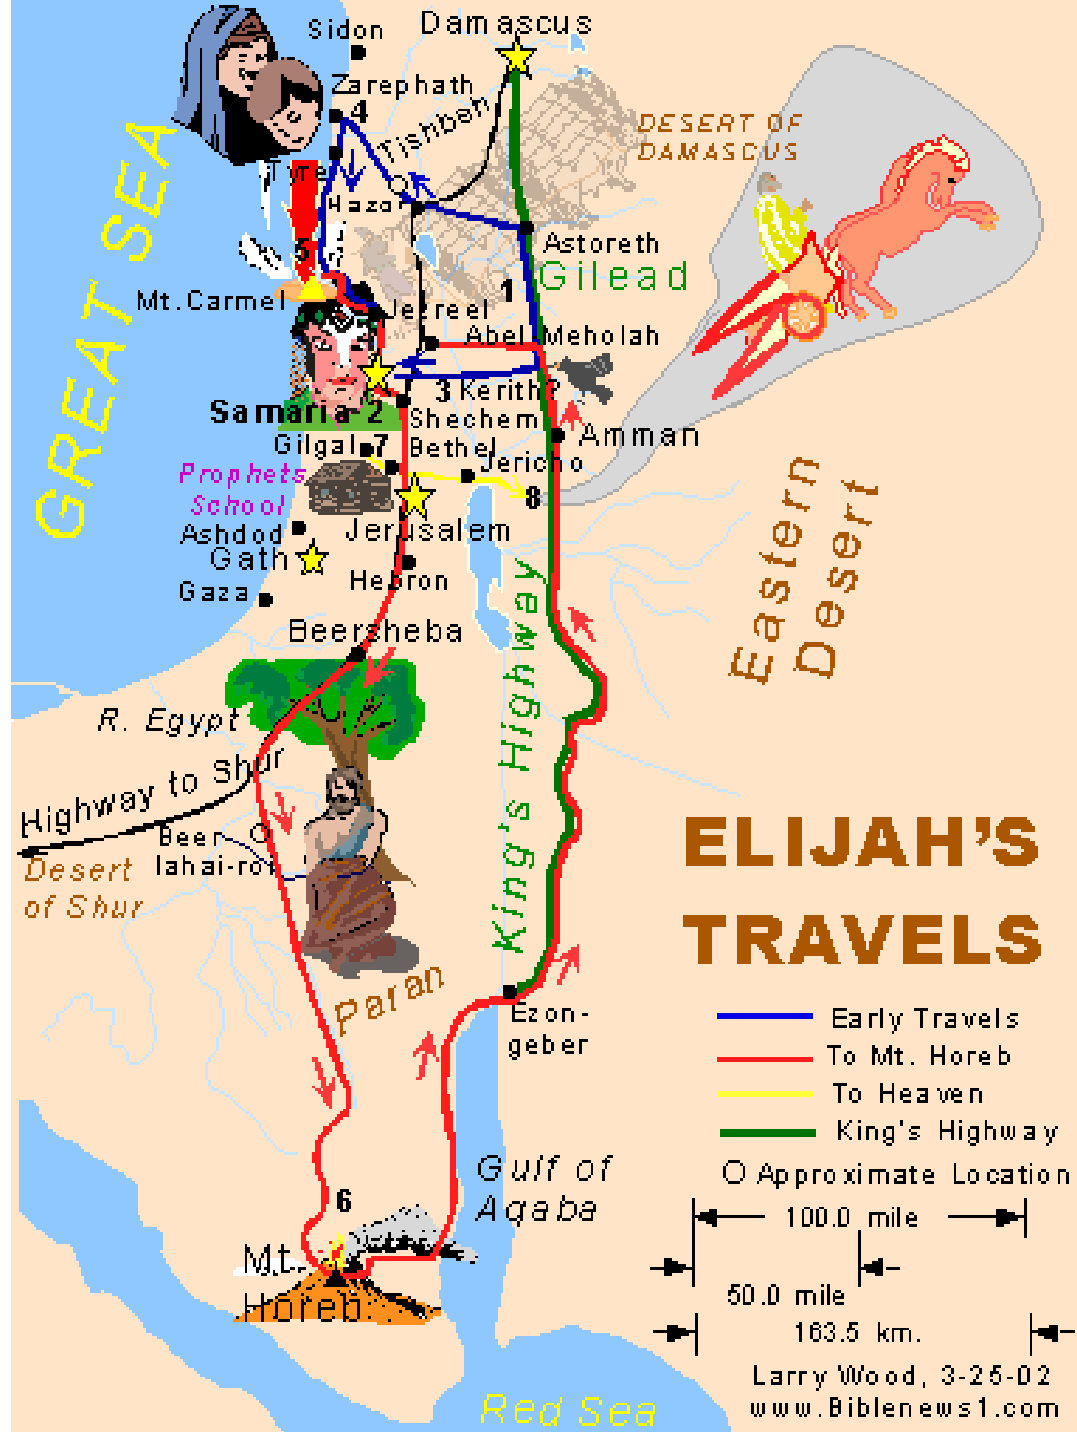 Damascus
Sidon
Zarephath
4
Tishbeh
DESERT OF
DAMASCUS
Tyre
Hazo
GREAT SEA
5
Astoreth
Gilead
Mt.Carmel
1
Jezreel
Abel Meholah
3 Kerith?
Samaria 2
Shechem
Gilgal 7
Bethel
Amman
Jericho
Prophets
School
8
Ashdod
Jerusalem
Gath
Hebron
Gaza
Eastern
Desert
Beersheba
King's Highway
R. Egypt
Highway to Shur
Beer-
lahai-roi
Desert
of Shur
ELIJAH'S
TRAVELS
Paran
Ezon-
geber
Early Travels
To Mt. Horeb
To Heaven
King's Highway
Approximate Location
Gulf of
Aqaba
6
100.0 mile
Mt.
Horeb
50.0 mile
163.5 km.
Larry Wood, 3-25-02
www.Biblenews1.com
Red Sea